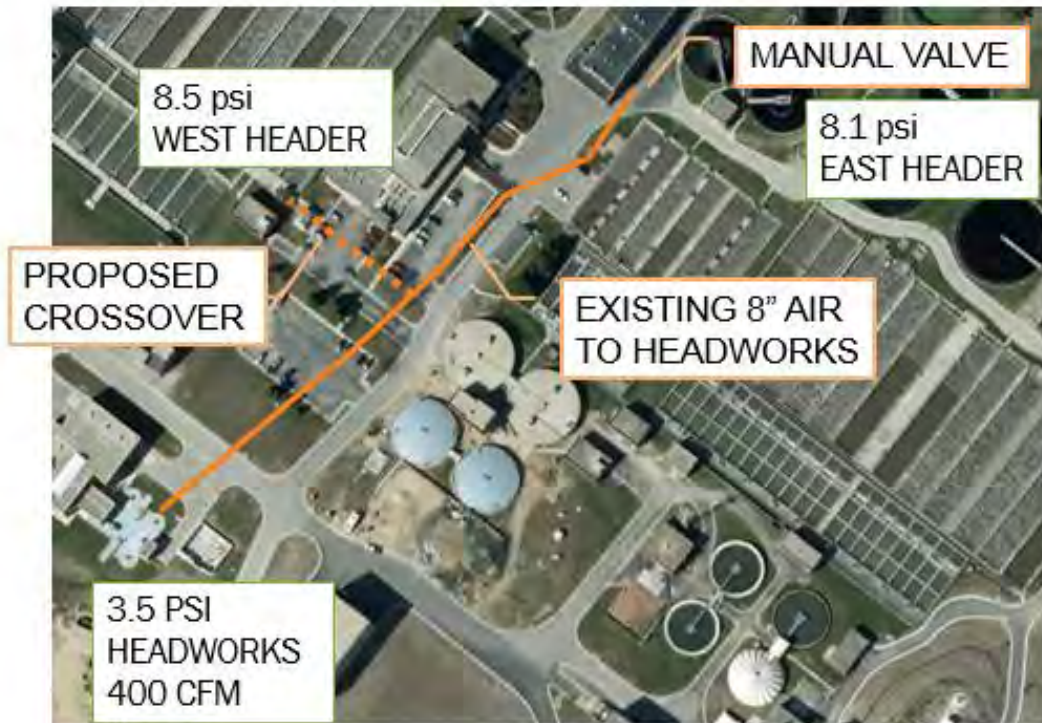 MANUAL VALVE
8.5 psi
WEST HEADER
8.1 psi
EAST HEADER
PROPOSED
CROSSOVER
EXISTING 8” AIR
TO HEADWORKS
3.5 PSI
HEADWORKS
400 CFM